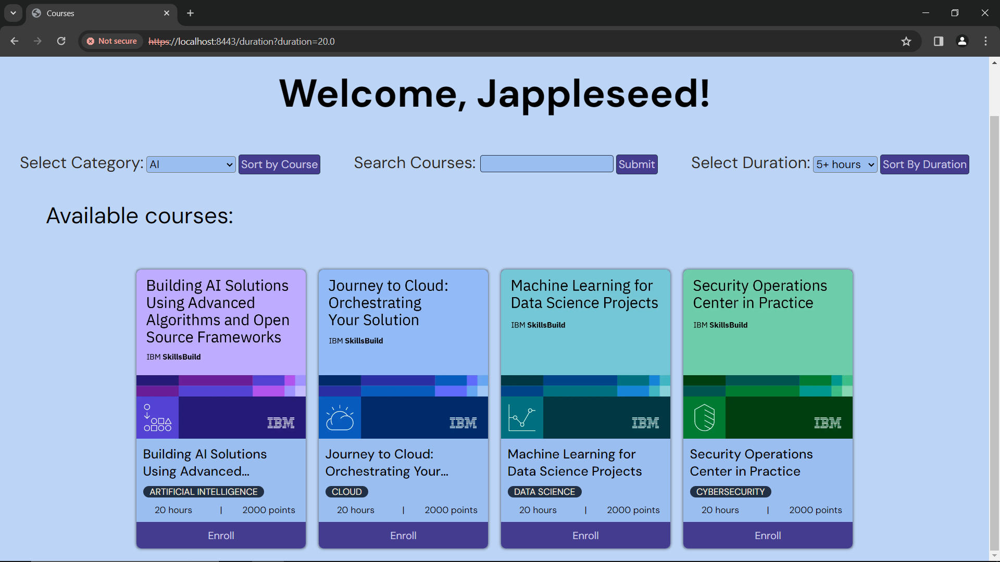 Courses
Not secure https://localhost:8443/duration?duration=20.0
Welcome, Jappleseed!
Select Category: AI Sort by Course Search Courses: Submit Select Duration: 5+ hours Sort By Duration
Available courses:
Building AI Solutions
Using Advanced
Algorithms and Open
Source Frameworks
IBM SkillsBuild
IBM
Building AI Solutions
Using Advanced...
ARTIFICIAL INTELLIGENCE
20 hours | 2000 points
Enroll
Journey to Cloud:
Orchestrating
Your Solution
IBM SkillsBuild
IBM
Journey to Cloud:
Orchestrating Your...
CLOUD
20 hours | 2000 points
Enroll
Machine Learning for
Data Science Projects
IBM SkillsBuild
IBM
Machine Learning for
Data Science Projects
DATA SCIENCE
20 hours | 2000 points
Enroll
Security Operations
Center in Practice
IBM SkillsBuild
IBM
Security Operations
Center in Practice
CYBERSECURITY
20 hours | 2000 points
Enroll